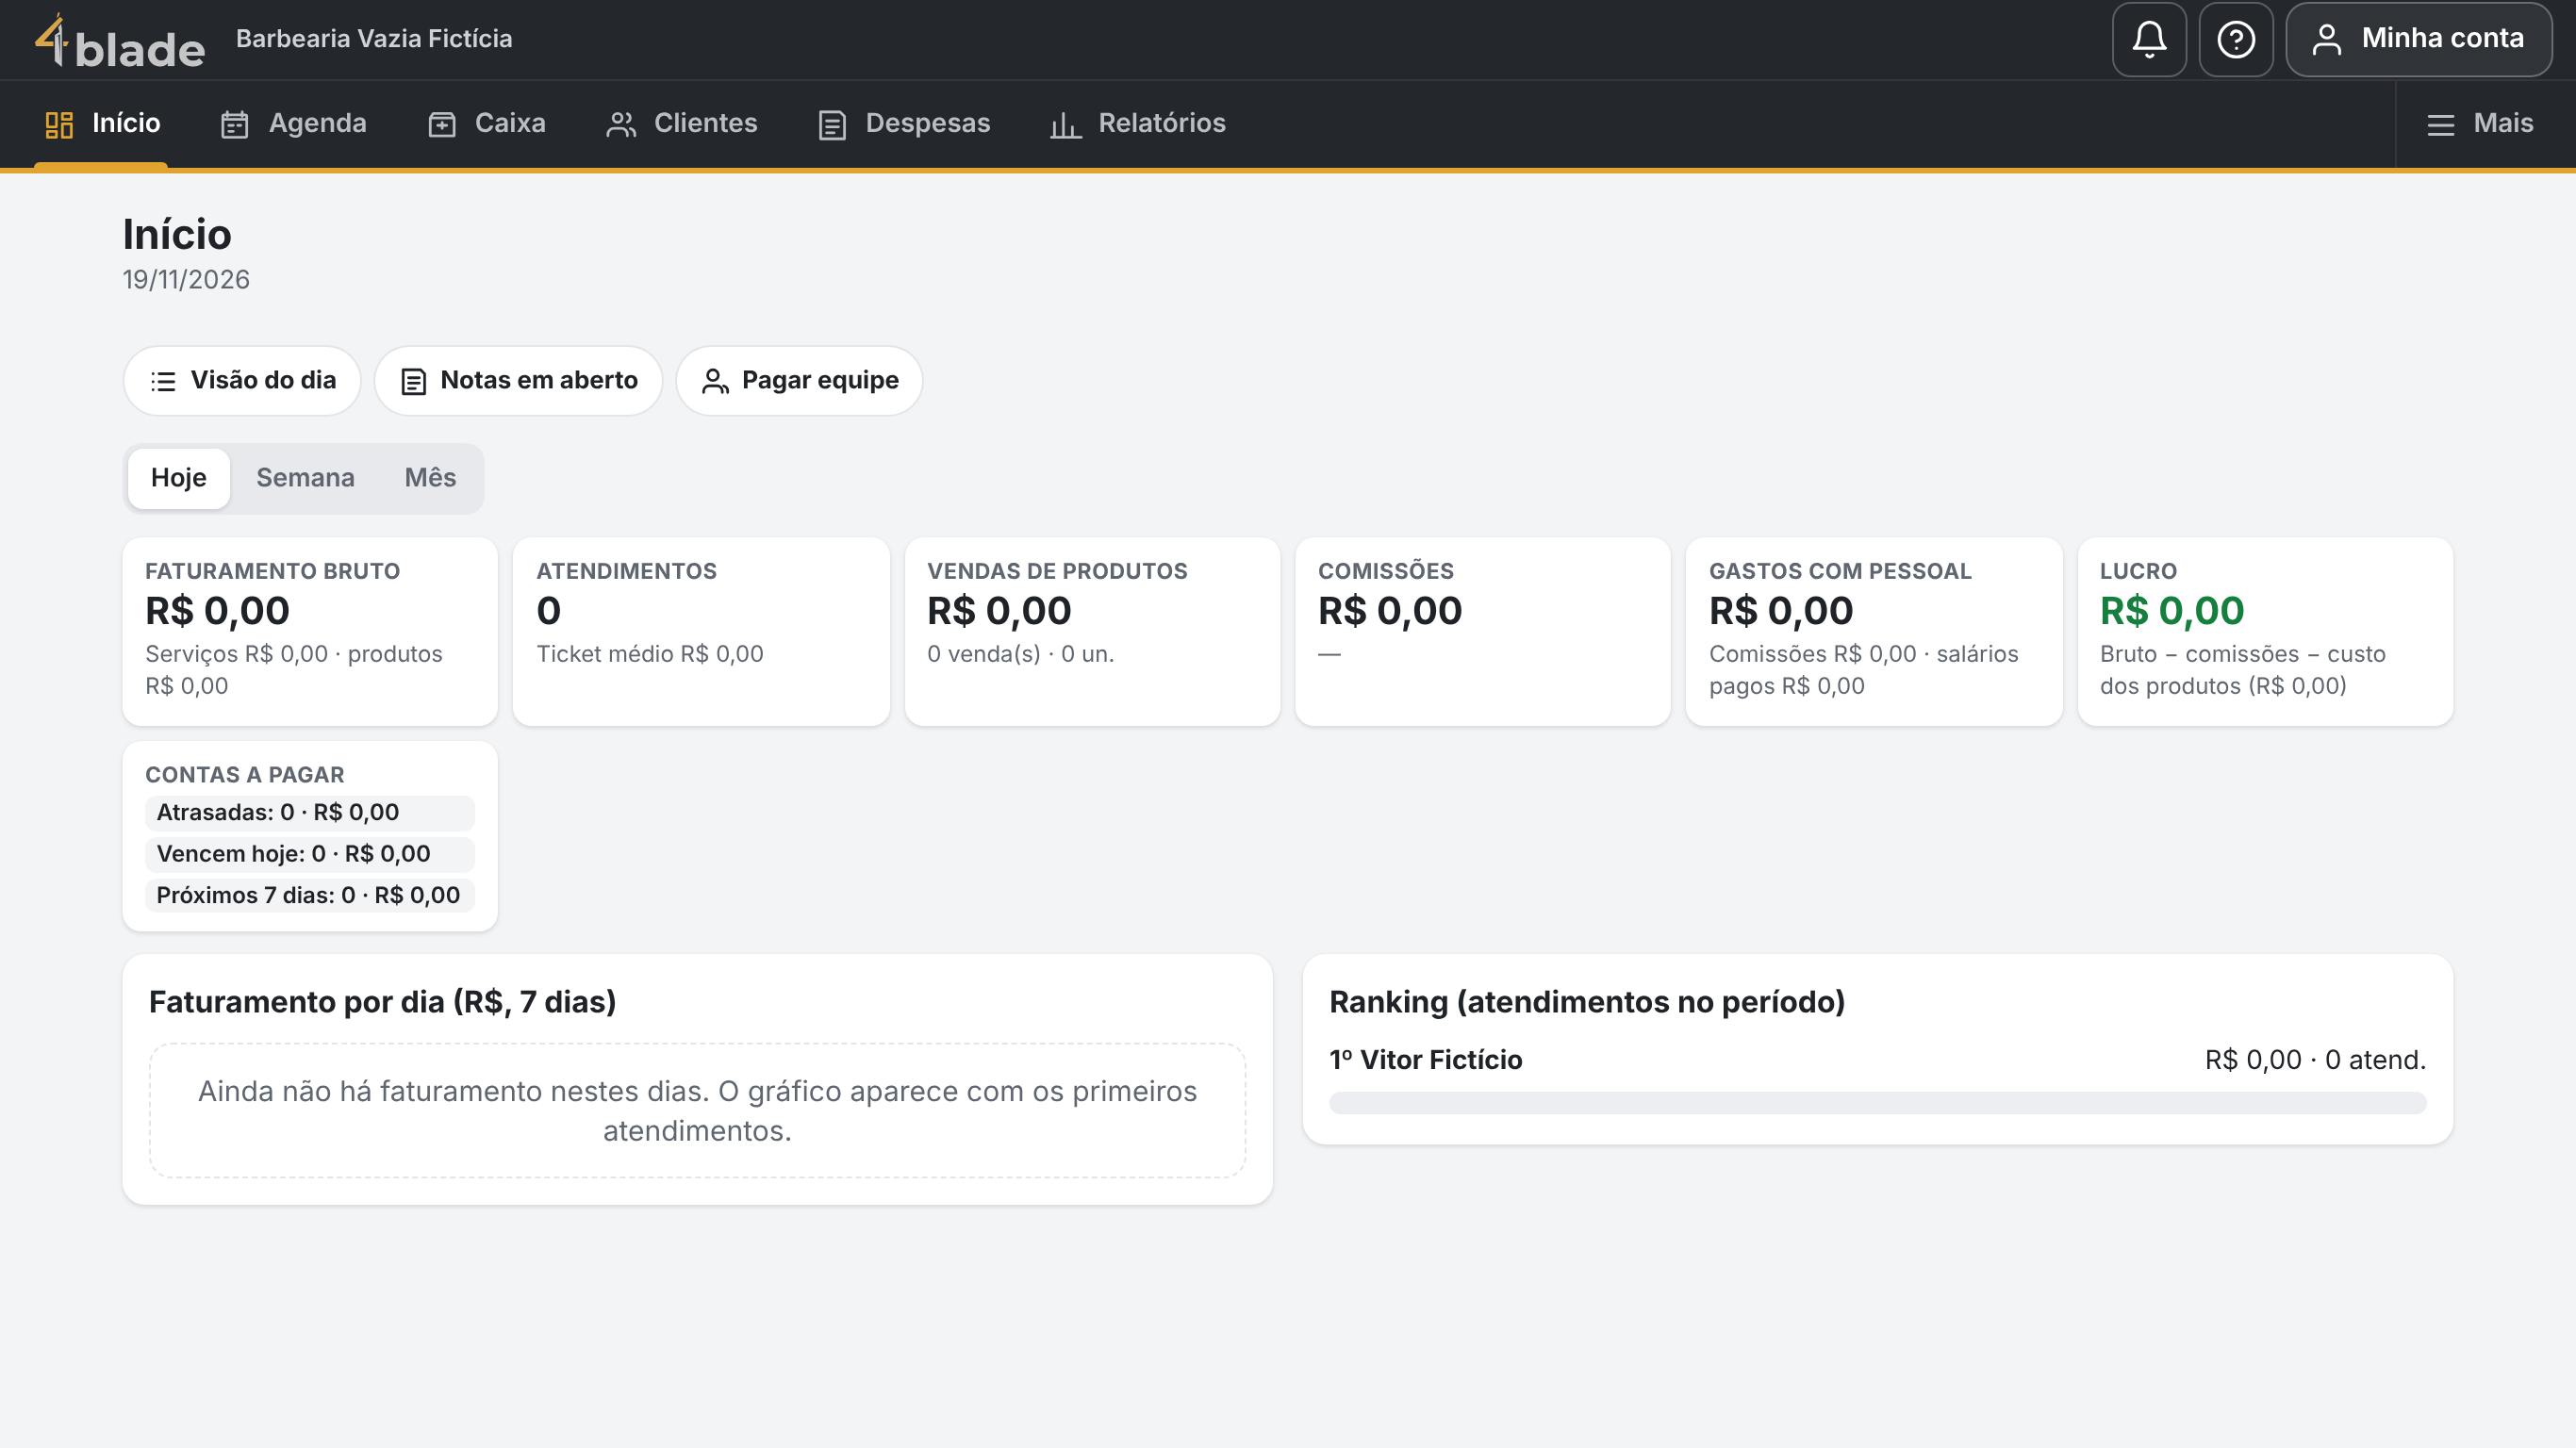 4blade
Barbearia Vazia Fictícia
Minha conta
Início
Agenda
Caixa
Clientes
Despesas
Relatórios
Mais
Início
19/11/2026
Visão do dia
Notas em aberto
Pagar equipe
Hoje
Semana
Mês
FATURAMENTO BRUTO
R$ 0,00
Serviços R$ 0,00 · produtos
R$ 0,00
ATENDIMENTOS
0
Ticket médio R$ 0,00
VENDAS DE PRODUTOS
R$ 0,00
0 venda(s) · 0 un.
COMISSÕES
R$ 0,00
—
GASTOS COM PESSOAL
R$ 0,00
Comissões R$ 0,00 · salários
pagos R$ 0,00
LUCRO
R$ 0,00
Bruto − comissões − custo
dos produtos (R$ 0,00)
CONTAS A PAGAR
Atrasadas: 0 · R$ 0,00
Vencem hoje: 0 · R$ 0,00
Próximos 7 dias: 0 · R$ 0,00
Faturamento por dia (R$, 7 dias)
Ainda não há faturamento nestes dias. O gráfico aparece com os primeiros
atendimentos.
Ranking (atendimentos no período)
1º Vitor Fictício
R$ 0,00 · 0 atend.